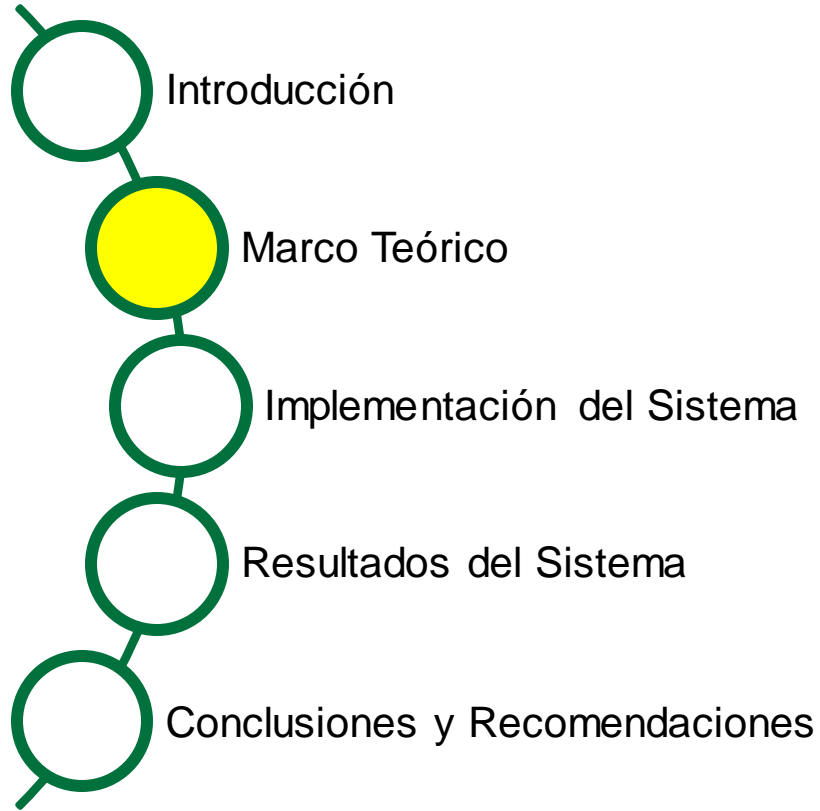 Introducción
Marco Teórico
Implementación del Sistema
Resultados del Sistema
Conclusiones y Recomendaciones